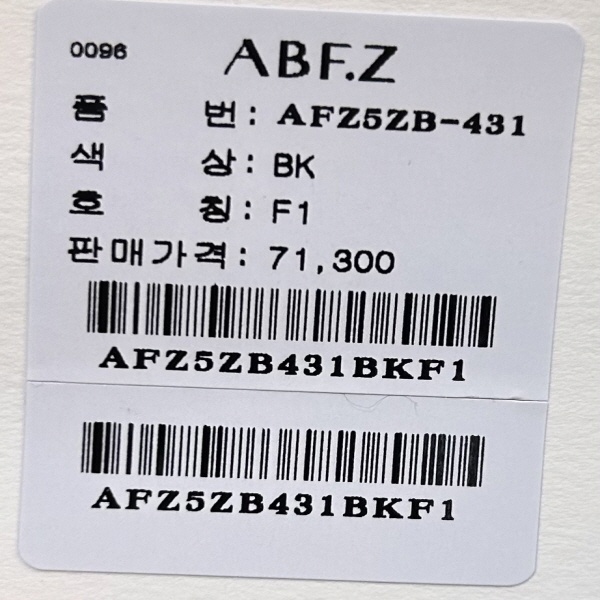 0096 ABF.Z
품 번: AFZ5ZB-431
색 상: BK
호 칭: F1
판매가격: 71,300
AFZ5ZB431BKF1
AFZ5ZB431BKF1